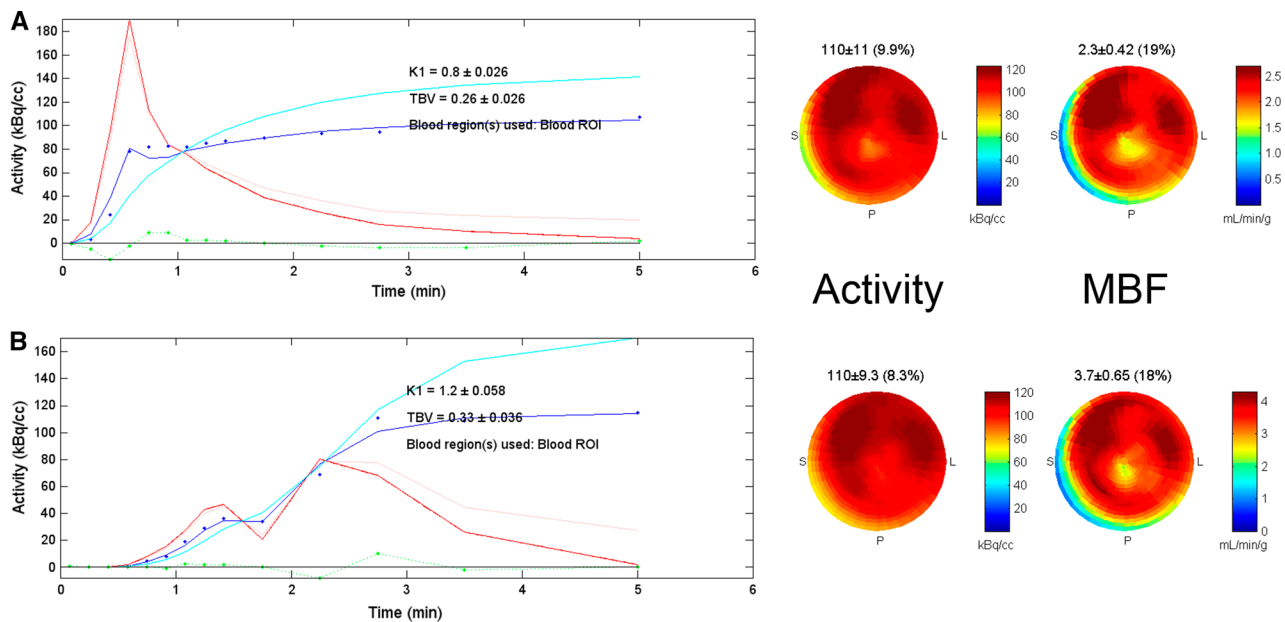 A
Activity (kBq/cc)
180
160
140
120
100
80
60
40
20
0
K1 = 0.8 ± 0.026
TBV = 0.26 ± 0.026
Blood region(s) used: Blood ROI
0 1 2 3 4 5 6
Time (min)
110±11 (9.9%)
S L
P
120
100
80
60
40
20
kBq/cc
2.3±0.42 (19%)
S L
P
2.5
2.0
1.5
1.0
0.5
mL/min/g
Activity MBF
B
Activity (kBq/cc)
160
140
120
100
80
60
40
20
0
K1 = 1.2 ± 0.058
TBV = 0.33 ± 0.036
Blood region(s) used: Blood ROI
0 1 2 3 4 5 6
Time (min)
110±9.3 (8.3%)
S L
P
120
100
80
60
40
20
0
kBq/cc
3.7±0.65 (18%)
S L
P
4
3
2
1
0
mL/min/g